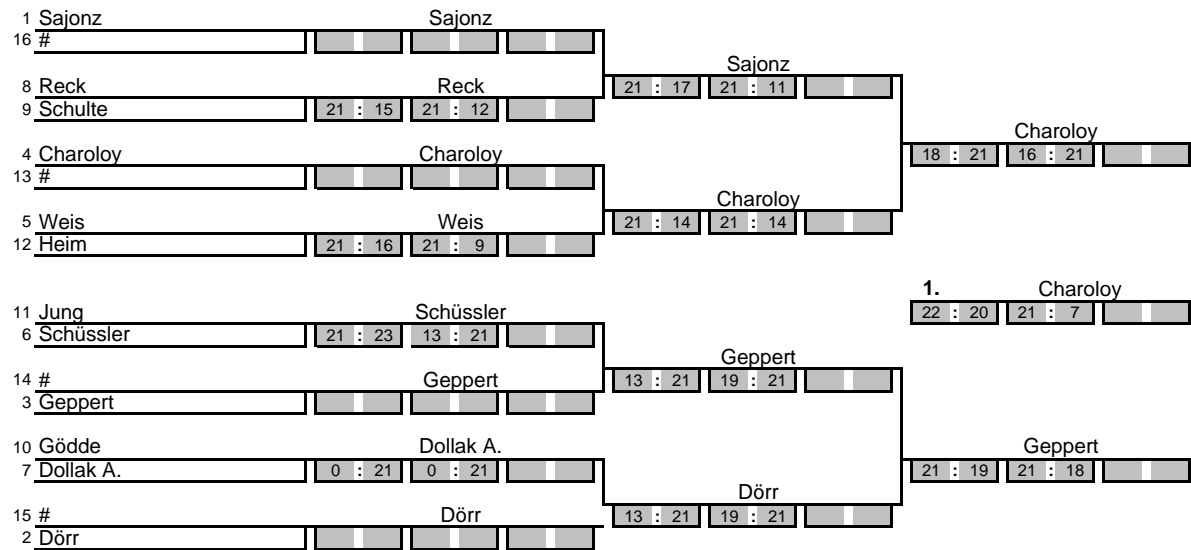 1 Sajonz Sajonz
16 #
Sajonz
8 Reck Reck 21 : 17 21 : 11
9 Schulte 21 : 15 21 : 12
Charoloy
4 Charoloy Charoloy 18 : 21 16 : 21
13 #
Charoloy
5 Weis Weis 21 : 14 21 : 14
12 Heim 21 : 16 21 : 9
1. Charoloy
11 Jung Schüssler 22 : 20 21 : 7
6 Schüssler 21 : 23 13 : 21
Geppert
14 # Geppert 13 : 21 19 : 21
3 Geppert
10 Gödde Dollak A. Geppert
7 Dollak A. 0 : 21 0 : 21 21 : 19 21 : 18
Dörr
15 # Dörr 13 : 21 19 : 21
2 Dörr